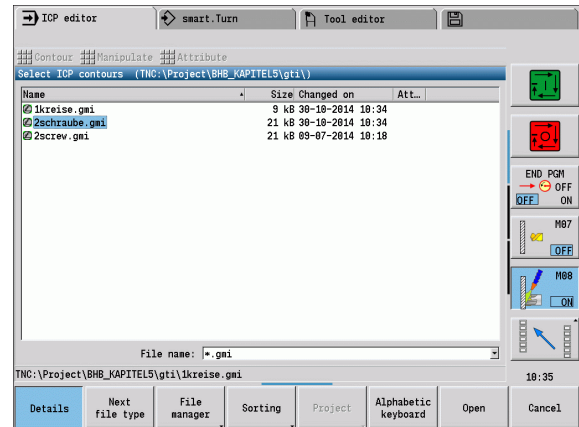 ICP editor
smart.Turn
Tool editor
Contour Manipulate Attribute
Select ICP contours (TNC:\Project\BHB_KAPITEL5\gti\)
Name Size Changed on Att...
1kreise.gmi 9 kB 30-10-2014 10:34
2schraube.gmi 21 kB 30-10-2014 10:34
2screw.gmi 21 kB 09-07-2014 10:18
File name: *.gmi
TNC:\Project\BHB_KAPITEL5\gti\1kreise.gmi
END PGM
OFF
OFF ON
M07
OFF
M08
ON
10:35
Details
Next file type
File manager
Sorting
Project
Alphabetic keyboard
Open
Cancel